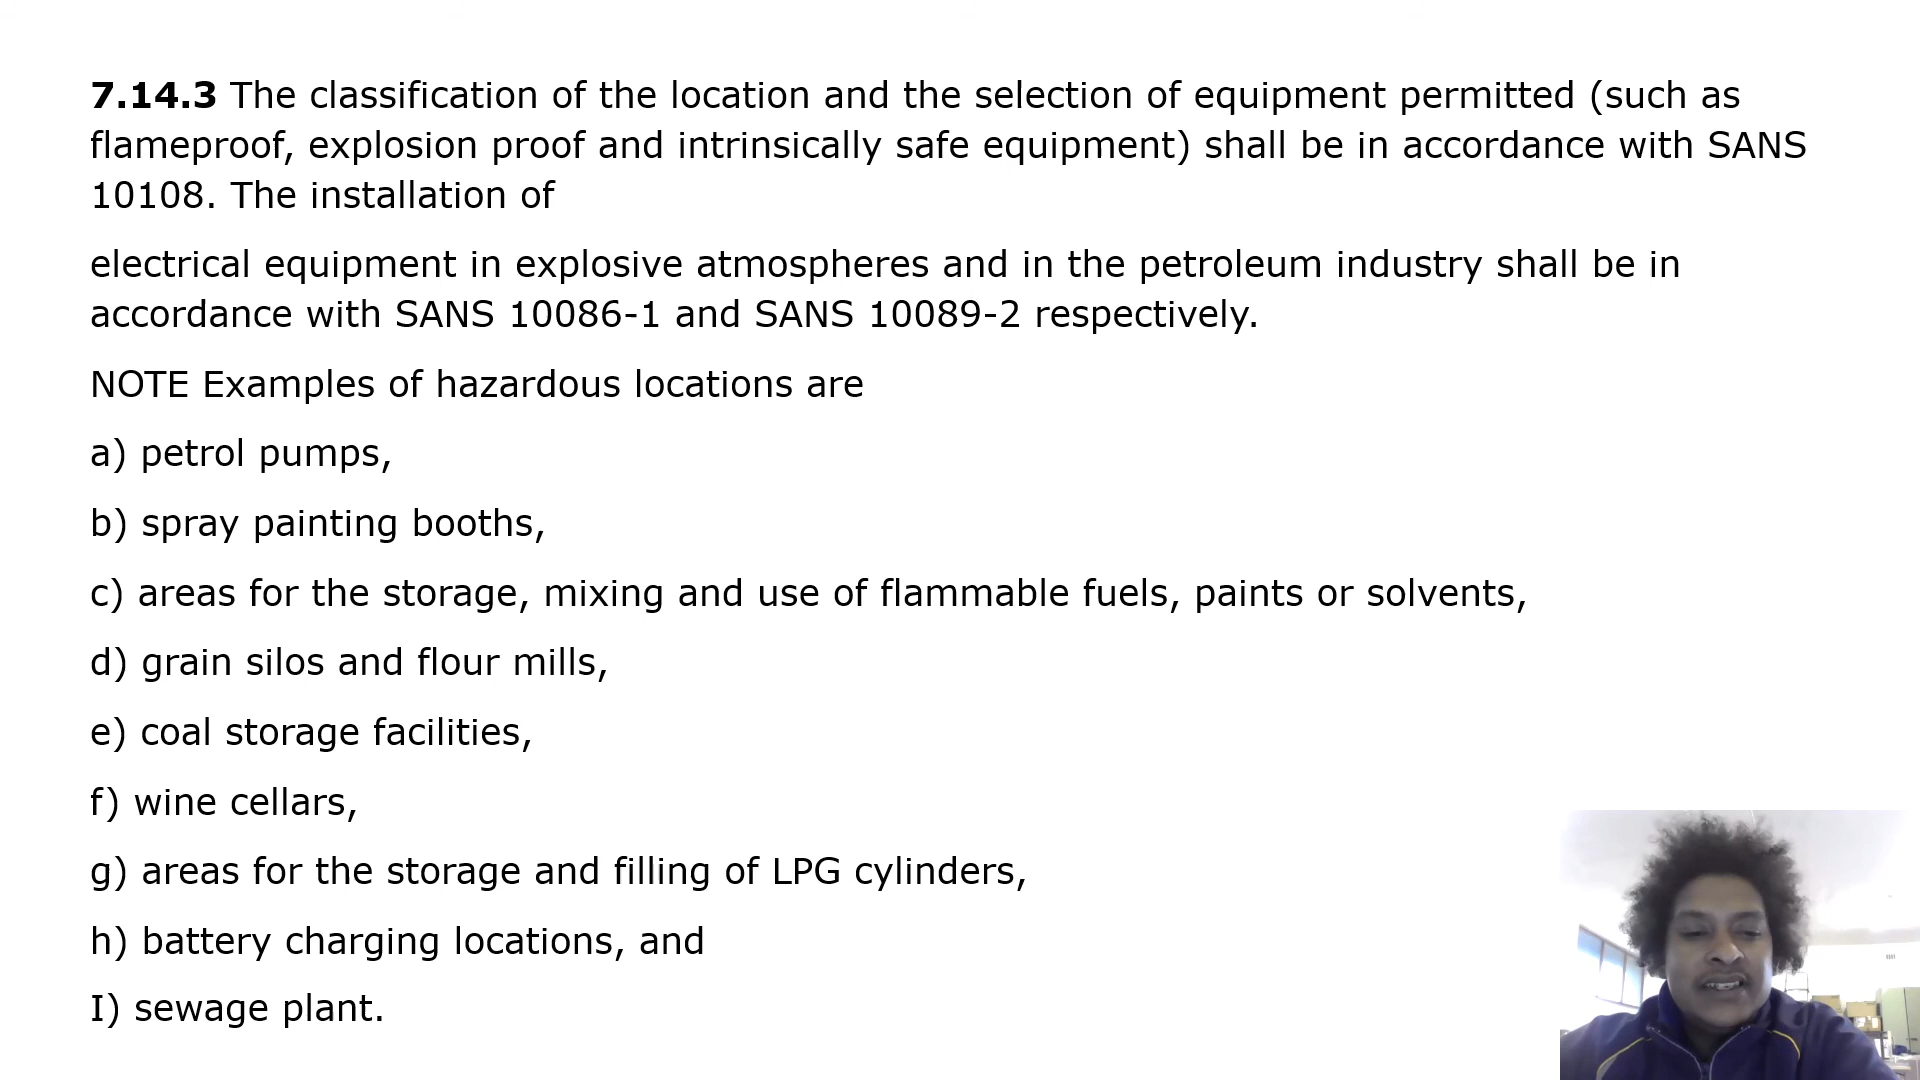 7.14.3 The classification of the location and the selection of equipment permitted (such as
flameproof, explosion proof and intrinsically safe equipment) shall be in accordance with SANS
10108. The installation of
electrical equipment in explosive atmospheres and in the petroleum industry shall be in
accordance with SANS 10086-1 and SANS 10089-2 respectively.
NOTE Examples of hazardous locations are
a) petrol pumps,
b) spray painting booths,
c) areas for the storage, mixing and use of flammable fuels, paints or solvents,
d) grain silos and flour mills,
e) coal storage facilities,
f) wine cellars,
g) areas for the storage and filling of LPG cylinders,
h) battery charging locations, and
I) sewage plant.